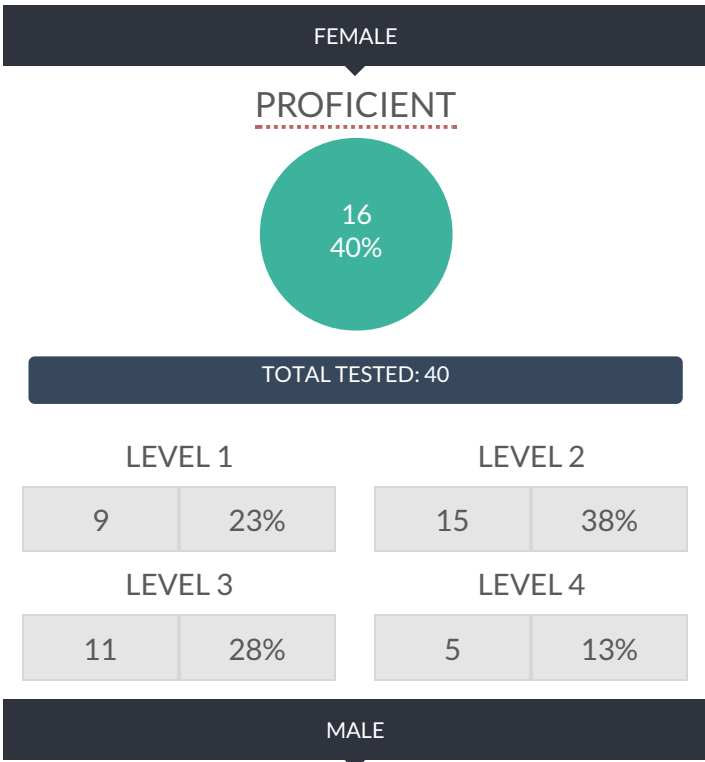 FEMALE
PROFICIENT
16
40%
TOTAL TESTED: 40
LEVEL 1
9 23%
LEVEL 2
15 38%
LEVEL 3
11 28%
LEVEL 4
5 13%
MALE